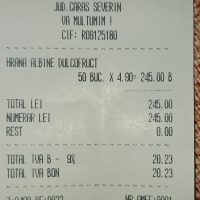 JUD.CARAS SEVERIN
VA MULTUMIM !
CIF: RO9125180
HRANA ALBINE DULCOFRUCT
50 BUC. X 4.90= 245.00 B
TOTAL LEI 245.00
NUMERAR LEI 245.00
REST 0.00
TOTAL TVA B - 9% 20.23
TOTAL TVA BON 20.23